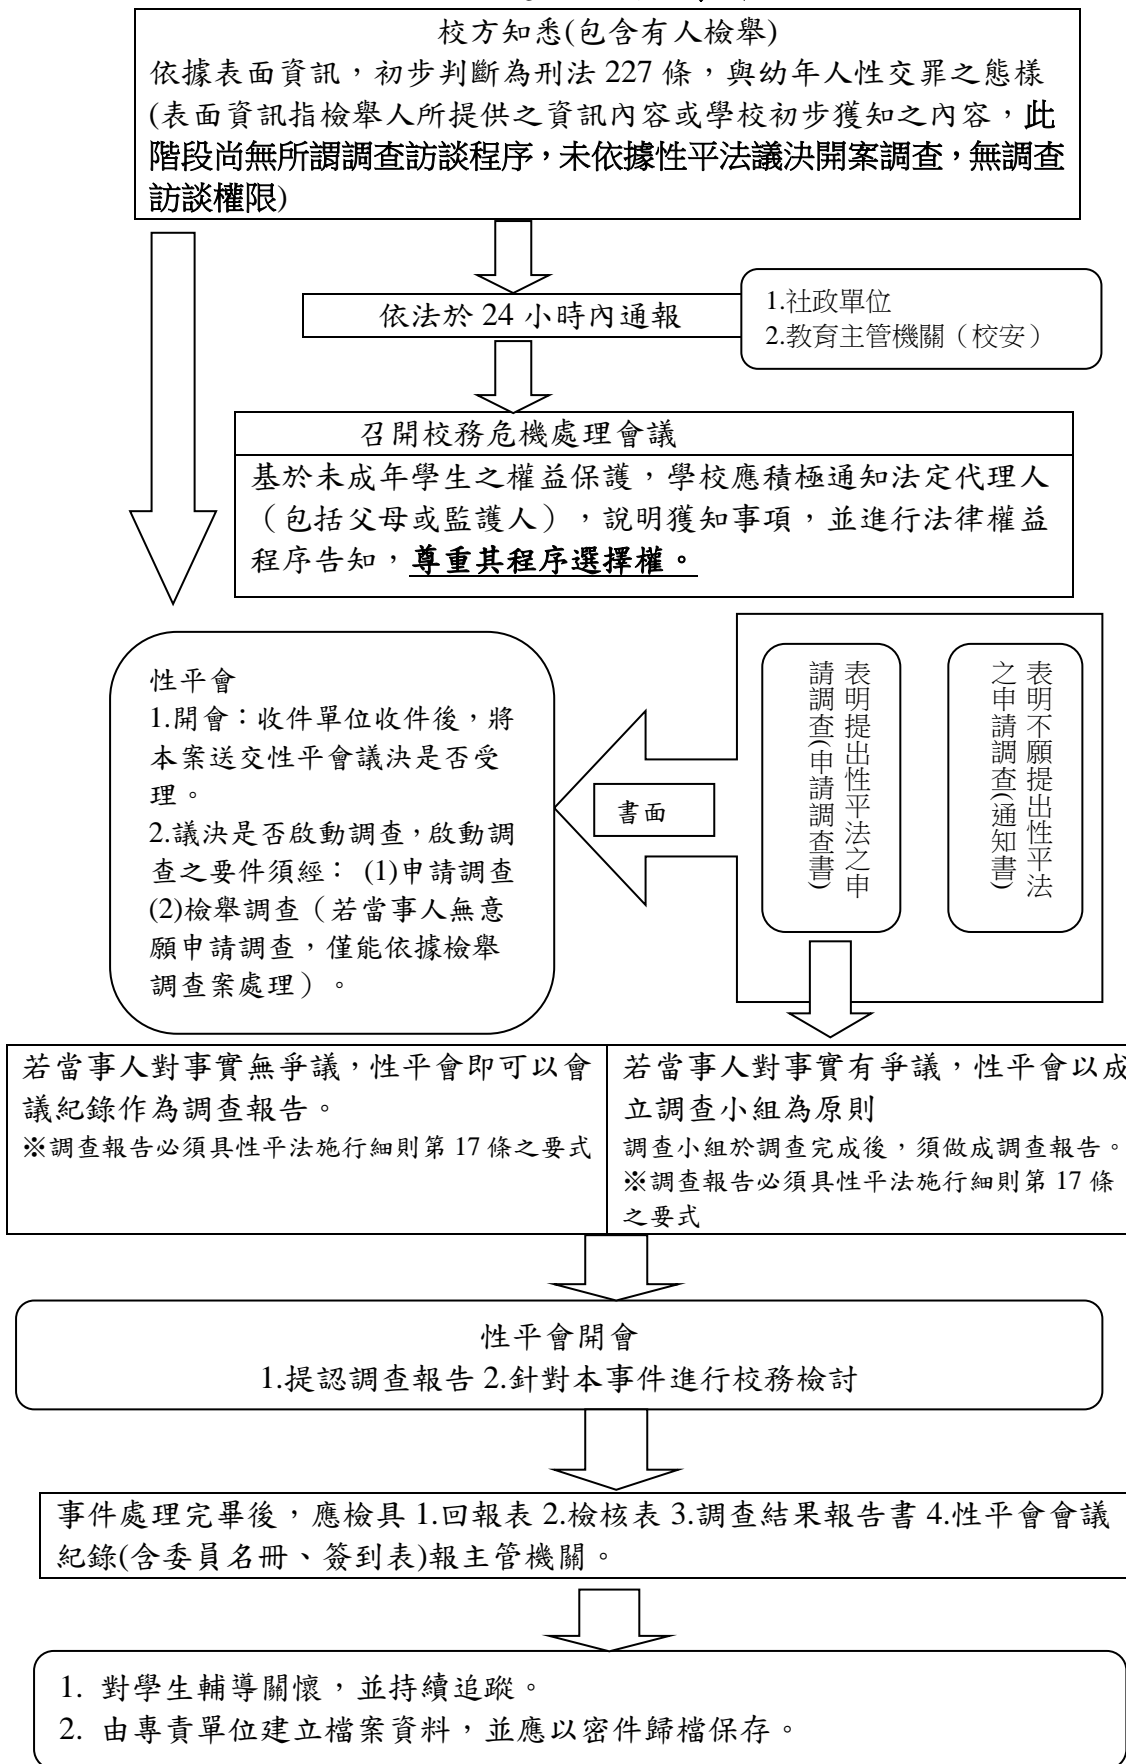 校方知悉(包含有人檢舉)
依據表面資訊，初步判斷為刑法 227 條，與幼年人性交罪之態樣
(表面資訊指檢舉人所提供之資訊內容或學校初步獲知之內容，此
階段尚無所謂調查訪談程序，未依據性平法議決開案調查，無調查
訪談權限)
依法於 24 小時內通報
1.社政單位
2.教育主管機關（校安）
召開校務危機處理會議
基於未成年學生之權益保護，學校應積極通知法定代理人
（包括父母或監護人），說明獲知事項，並進行法律權益
程序告知，尊重其程序選擇權。
性平會
1.開會：收件單位收件後，將
本案送交性平會議決是否受
理。
2.議決是否啟動調查，啟動調
查之要件須經： (1)申請調查
(2)檢舉調查（若當事人無意
願申請調查，僅能依據檢舉
調查案處理）。
書面
表明提出性平法之申
請調查(申請調查書)
表明不願提出性平法
之申請調查(通知書)
若當事人對事實無爭議，性平會即可以會
議紀錄作為調查報告。
※調查報告必須具性平法施行細則第 17 條之要式
若當事人對事實有爭議，性平會以成
立調查小組為原則
調查小組於調查完成後，須做成調查報告。
※調查報告必須具性平法施行細則第 17 條
之要式
性平會開會
1.提認調查報告 2.針對本事件進行校務檢討
事件處理完畢後，應檢具 1.回報表 2.檢核表 3.調查結果報告書 4.性平會會議
紀錄(含委員名冊、簽到表)報主管機關。
1. 對學生輔導關懷，並持續追蹤。
2. 由專責單位建立檔案資料，並應以密件歸檔保存。